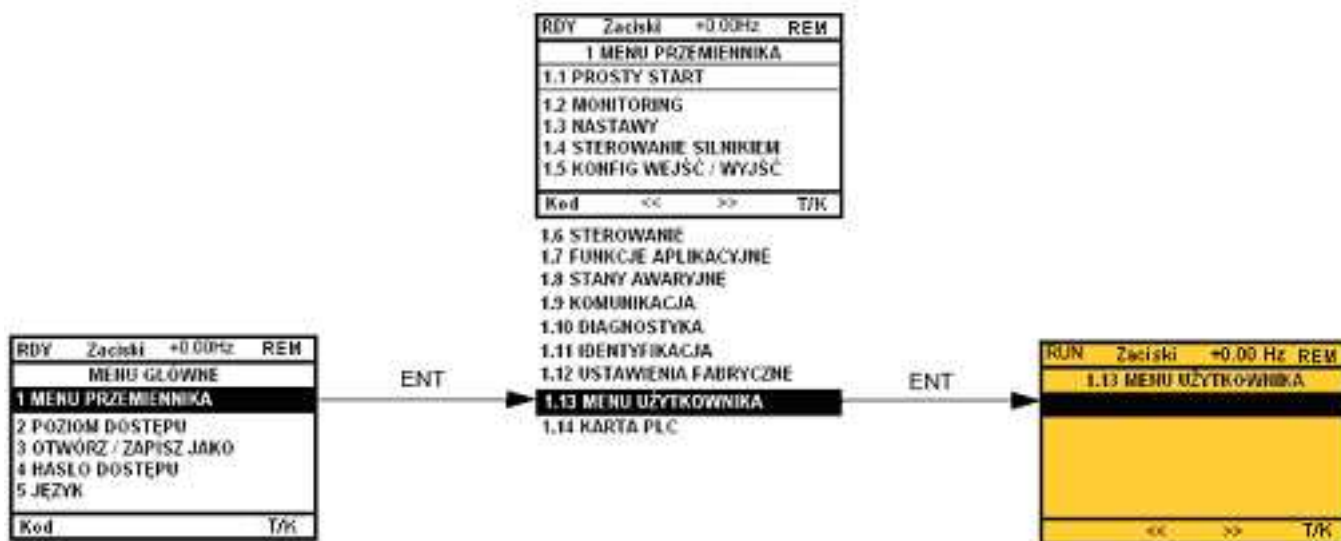 RDY Zaciski +0.00Hz REM
1 MENU PRZEMIENNIKA
1.1 PROSTY START
1.2 MONITORING
1.3 NASTAWY
1.4 STEROWANIE SILNIKIEM
1.5 KONFIG WEJŚĆ / WYJŚĆ
Kod << >> T/K
1.6 STEROWANIE
1.7 FUNKCJE APLIKACYJNE
1.8 STANY AWARYJNE
1.9 KOMUNIKACJA
1.10 DIAGNOSTYKA
1.11 IDENTYFIKACJA
1.12 USTAWIENIA FABRYCZNE
1.13 MENU UŻYTKOWNIKA
1.14 KARTA PLC
RDY Zaciski +0.00Hz REM
MENU GŁÓWNE
1 MENU PRZEMIENNIKA
2 POZIOM DOSTĘPU
3 OTWÓRZ / ZAPISZ JAKO
4 HASŁO DOSTĘPU
5 JĘZYK
Kod T/K
ENT
ENT
RUN Zaciski +0.00 Hz REM
1.13 MENU UŻYTKOWNIKA
<< >> T/K